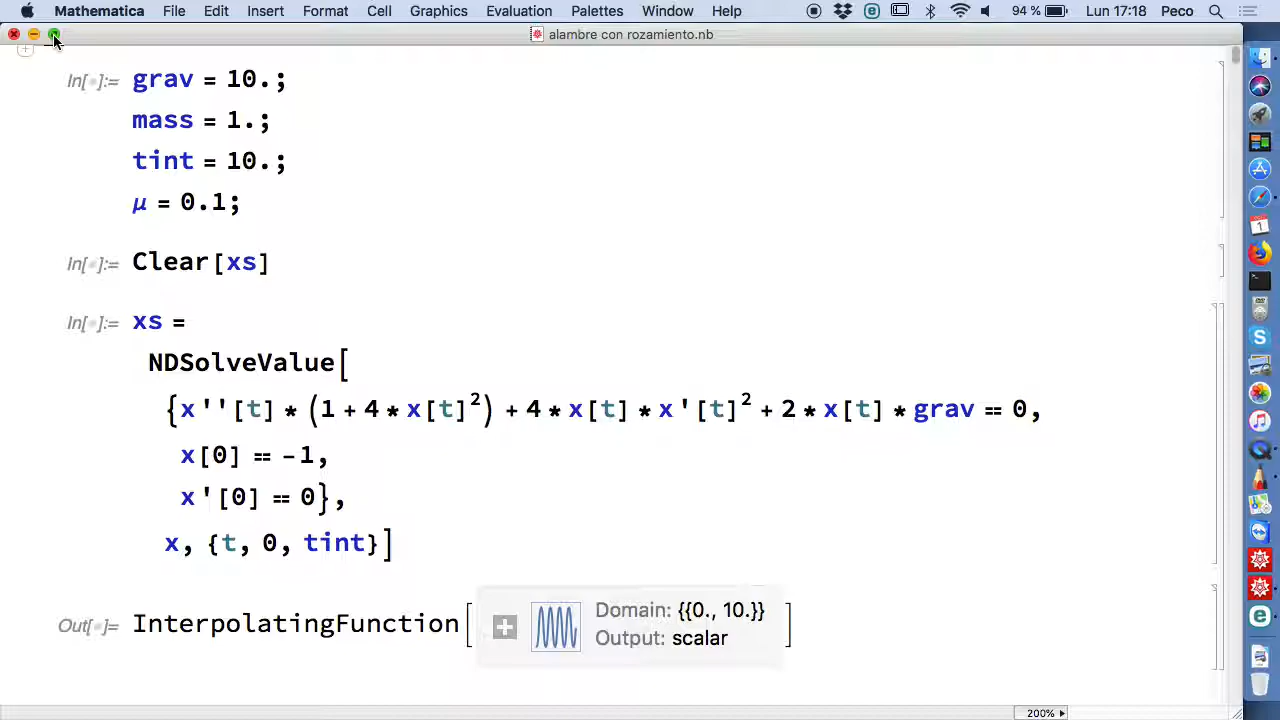 Mathematica File Edit Insert Format Cell Graphics Evaluation Palettes Window Help 94 % Lun 17:18 Peco
alambre con rozamiento.nb
In[ ]:= grav = 10.;
mass = 1.;
tint = 10.;
μ = 0.1;
In[ ]:= Clear[xs]
In[ ]:= xs =
NDSolveValue[
{x''[t] * (1 + 4 * x[t]^2) + 4 * x[t] * x'[t]^2 + 2 * x[t] * grav == 0,
x[0] == -1,
x'[0] == 0},
x, {t, 0, tint}]
Out[ ]= InterpolatingFunction[ Domain: {{0., 10.}} ]
Output: scalar
200%